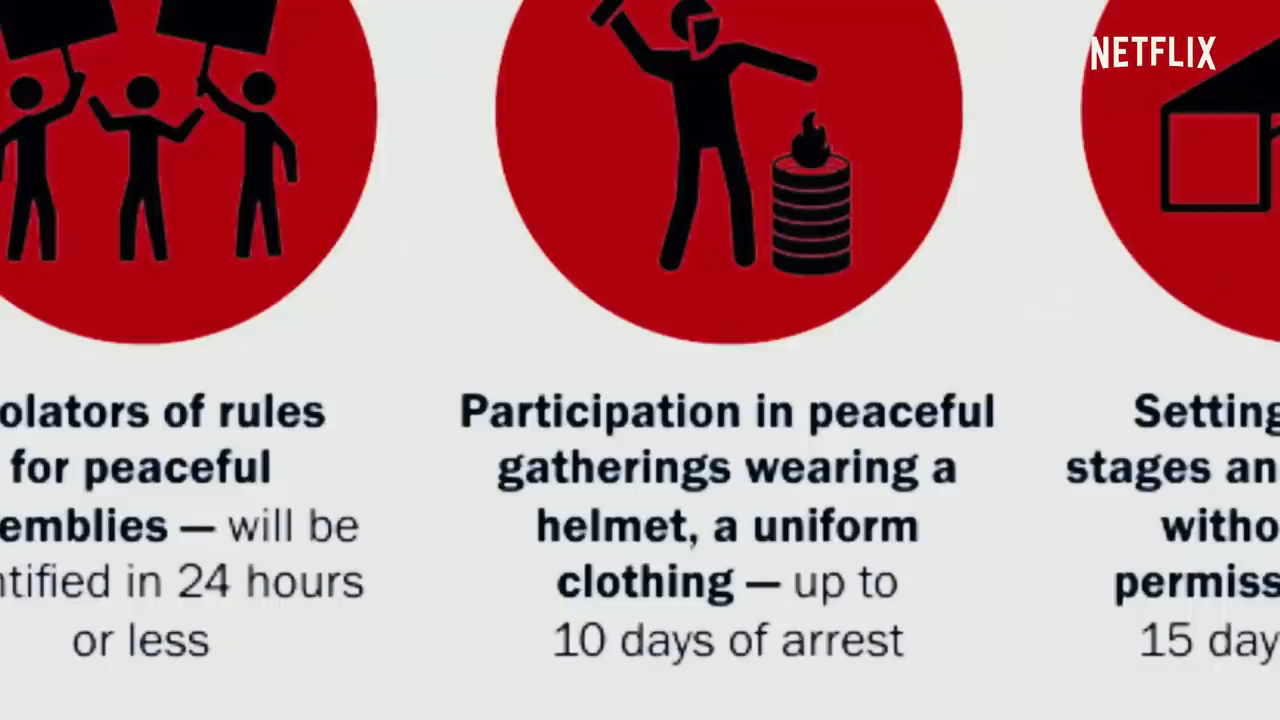 NETFLIX
olators of rules
for peaceful
emblies — will be
ntified in 24 hours
or less
Participation in peaceful
gatherings wearing a
helmet, a uniform
clothing — up to
10 days of arrest
Setting
stages an
witho
permiss
15 day